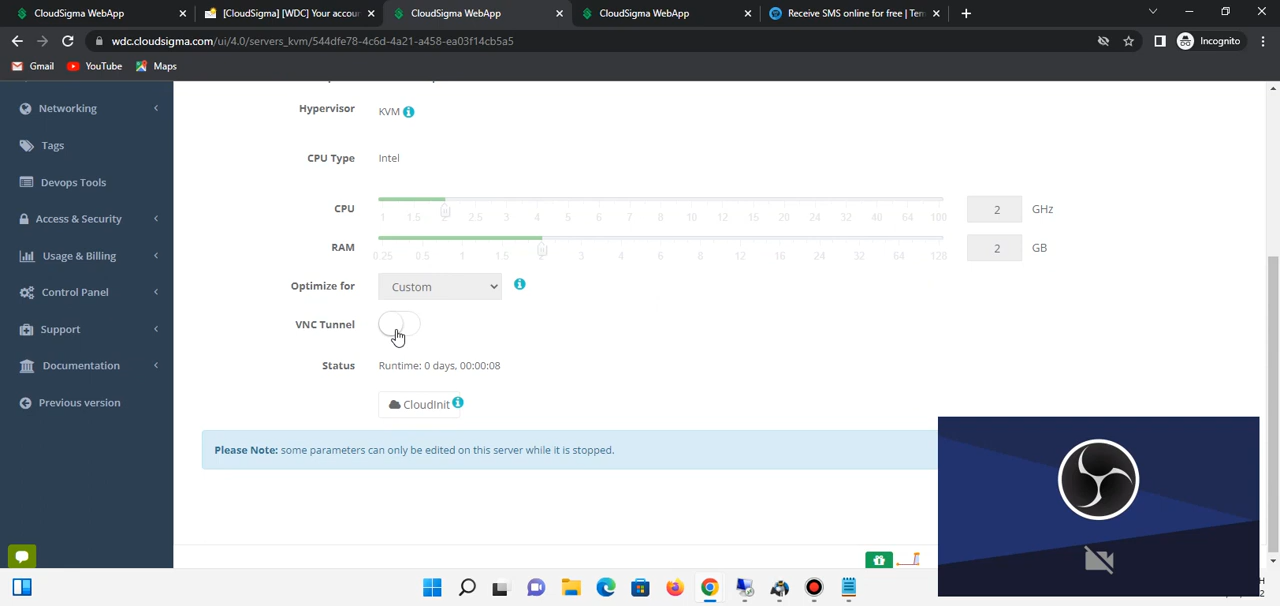 CloudSigma WebApp
[CloudSigma] [WDC] Your accou
CloudSigma WebApp
CloudSigma WebApp
Receive SMS online for free | Ten
wdc.cloudsigma.com/ui/4.0/servers_kvm/544dfe78-4c6d-4a21-a458-ea03f14cb5a5
Incognito
Gmail
YouTube
Maps
Networking
Tags
Devops Tools
Access & Security
Usage & Billing
Control Panel
Support
Documentation
Previous version
Hypervisor
KVM
CPU Type
Intel
CPU
1 1.5 2 2.5 3 4 5 6 7 8 10 12 15 20 24 32 40 64 100
2
GHz
RAM
0.25 0.5 1 1.5 2 3 4 6 8 12 16 24 32 64 128
2
GB
Optimize for
Custom
VNC Tunnel
Status
Runtime: 0 days, 00:00:08
CloudInit
Please Note: some parameters can only be edited on this server while it is stopped.